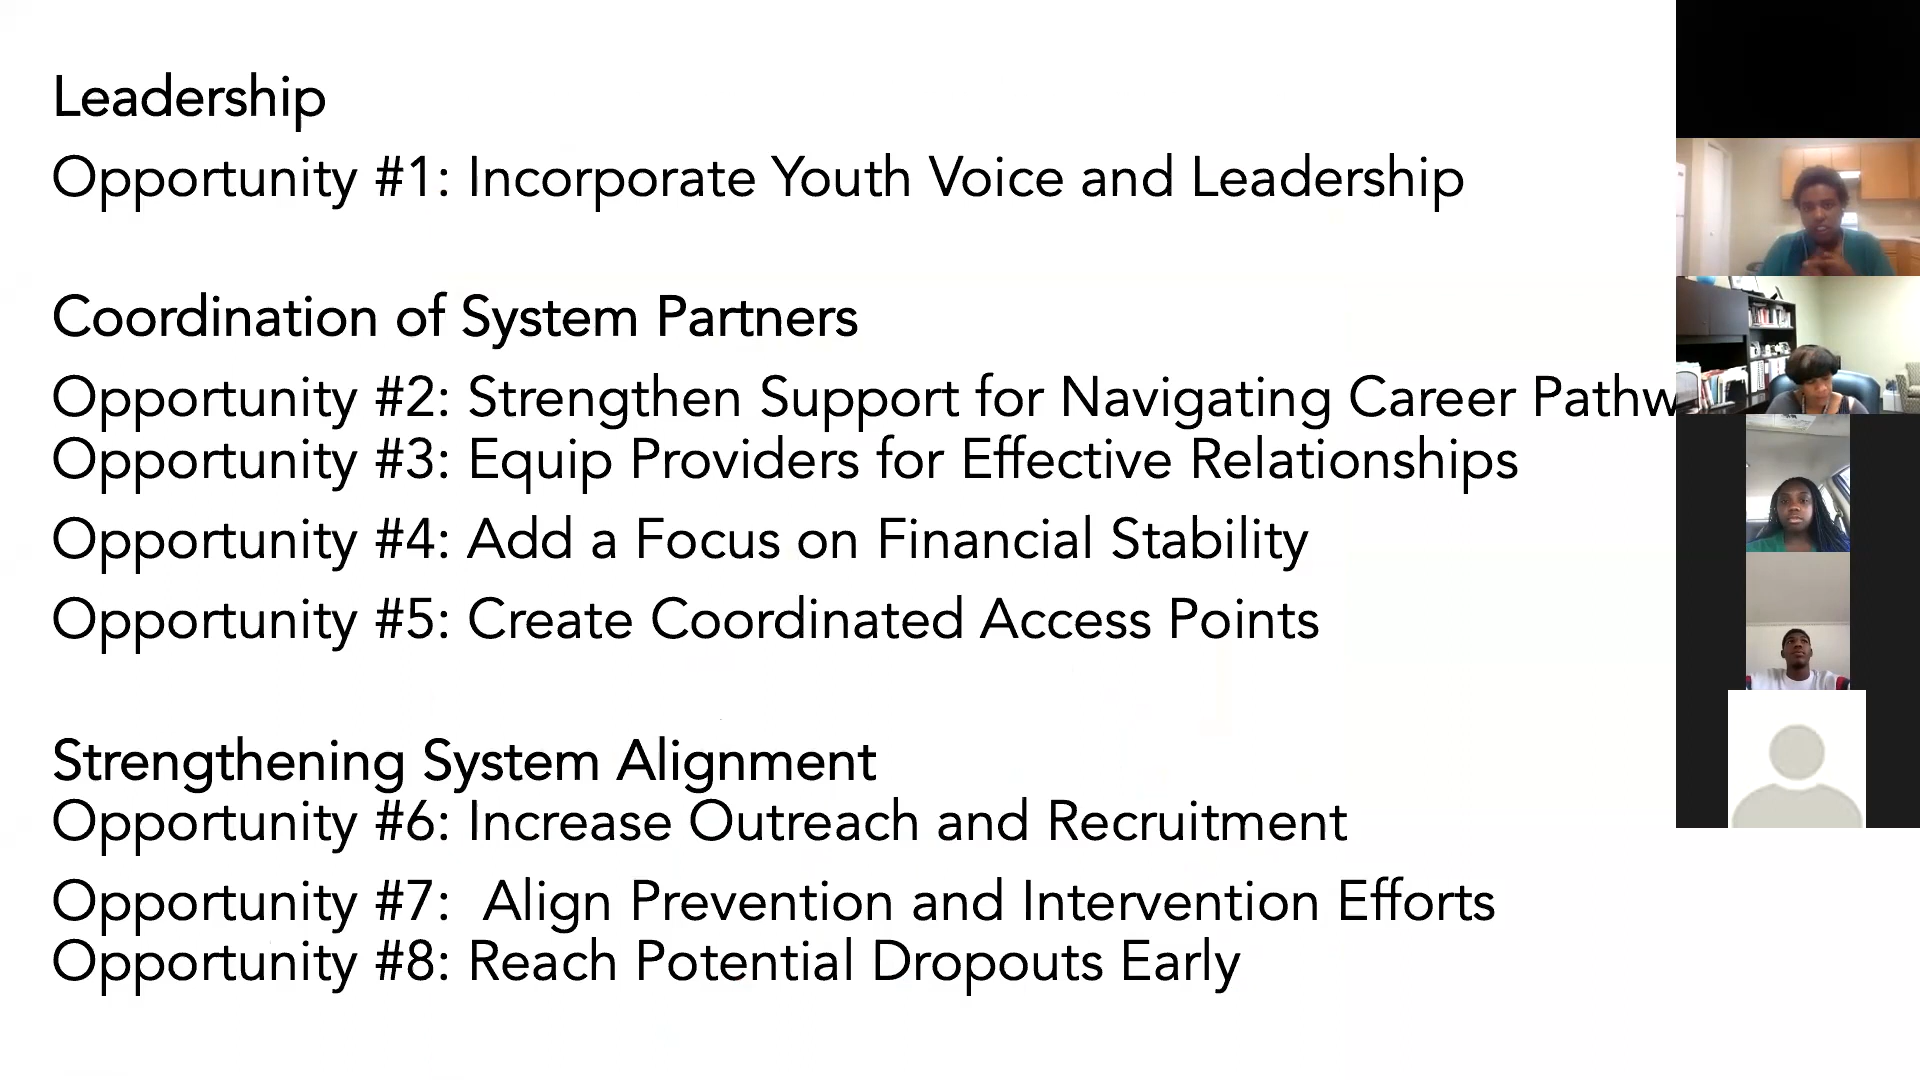 Leadership
Opportunity #1: Incorporate Youth Voice and Leadership
Coordination of System Partners
Opportunity #2: Strengthen Support for Navigating Career Pathw
Opportunity #3: Equip Providers for Effective Relationships
Opportunity #4: Add a Focus on Financial Stability
Opportunity #5: Create Coordinated Access Points
Strengthening System Alignment
Opportunity #6: Increase Outreach and Recruitment
Opportunity #7:  Align Prevention and Intervention Efforts
Opportunity #8: Reach Potential Dropouts Early